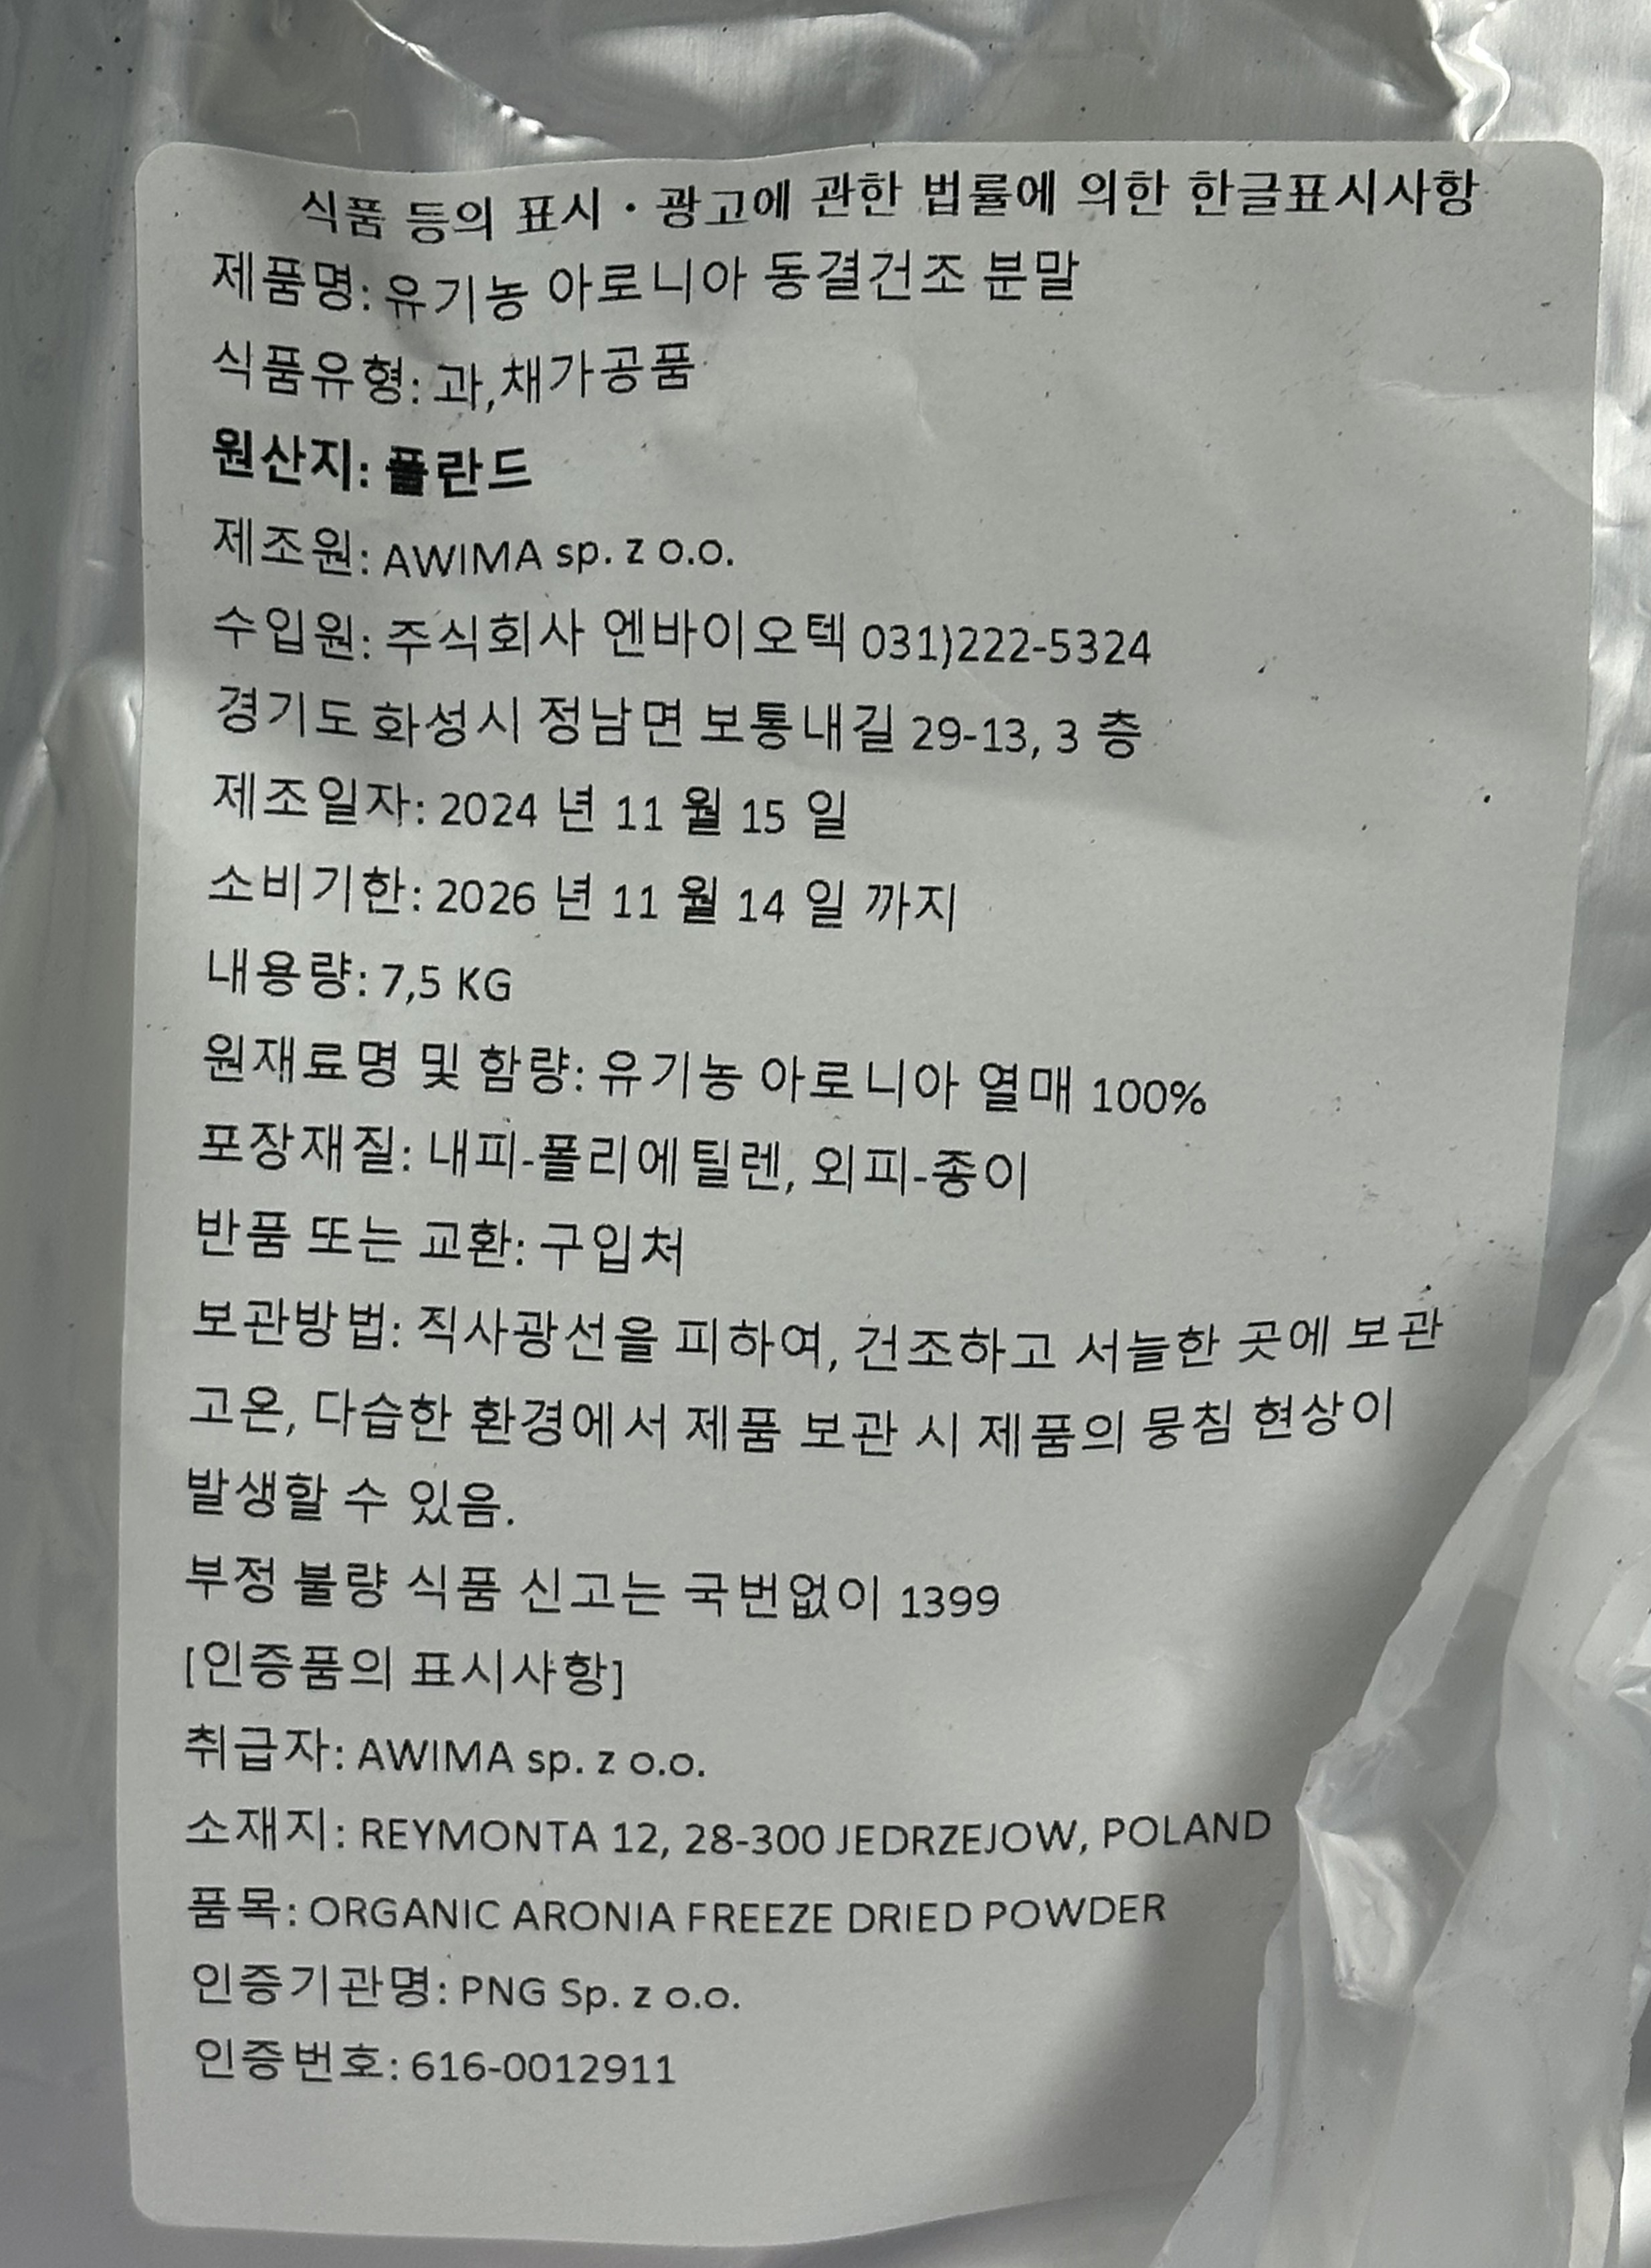 식품 등의 표시・광고에 관한 법률에 의한 한글표시사항
제품명: 유기농 아로니아 동결건조 분말
식품유형: 과,채가공품
원산지: 폴란드
제조원: AWIMA sp. z o.o.
수입원: 주식회사 엔바이오텍 031)222-5324
경기도 화성시 정남면 보통내길 29-13, 3 층
제조일자: 2024 년 11 월 15 일
소비기한: 2026 년 11 월 14 일 까지
내용량: 7,5 KG
원재료명 및 함량: 유기농 아로니아 열매 100%
포장재질: 내피-폴리에틸렌, 외피-종이
반품 또는 교환: 구입처
보관방법: 직사광선을 피하여, 건조하고 서늘한 곳에 보관
고온, 다습한 환경에서 제품 보관 시 제품의 뭉침 현상이
발생할 수 있음.
부정 불량 식품 신고는 국번없이 1399
[인증품의 표시사항]
취급자: AWIMA sp. z o.o.
소재지: REYMONTA 12, 28-300 JEDRZEJOW, POLAND
품목: ORGANIC ARONIA FREEZE DRIED POWDER
인증기관명: PNG Sp. z o.o.
인증번호: 616-0012911